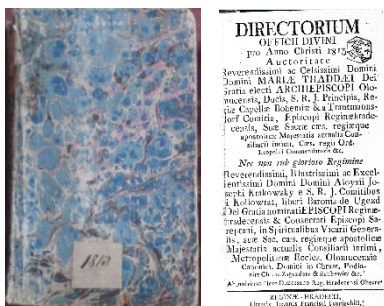 DIRECTORIUM
OFFICII DIVINI
pro Anno Christi 1813
Auctoritate
Reverendissimi ac Celsissimi Domini
Domini MARIÆ THADDÆI Dei
Gratia electi ARCHIEPISCOPI Olo-
mucensis, Ducis, S. R. J. Principis, Re-
giæ Capellæ Bohemiæ & a Trautmans-
dorf Comitis, Episcopi Reginæhrade-
censis, Suæ Sacræ cæs. regiæque
apostolicæ Majestatis actualis Con-
siliarii intimi, Cæs. regii Ord.
Leopoldi Commendatoris &c.
Nec non sub glorioso Regimine
Reverendissimi, Illustrissimi ac Excel-
lentissimi Domini Domini Aloysii Jo-
sephi Krakowsky e S. R. J. Comitibus
à Kollowrat, liberi Baronis de Ugezd
Dei Gratia nominati EPISCOPI Reginæ-
hradecensis & Consecrati Episcopi Sa-
reptani, in Spiritualibus Vicarii Genera-
lis, suæ Sac. cæs. regiæque apostolicæ
Majestatis actualis Consiliarii intimi,
Metropolitanæ Eccles. Olomucensis
Canonici, Domini in
&c.
REGINÆ-HRADECII,